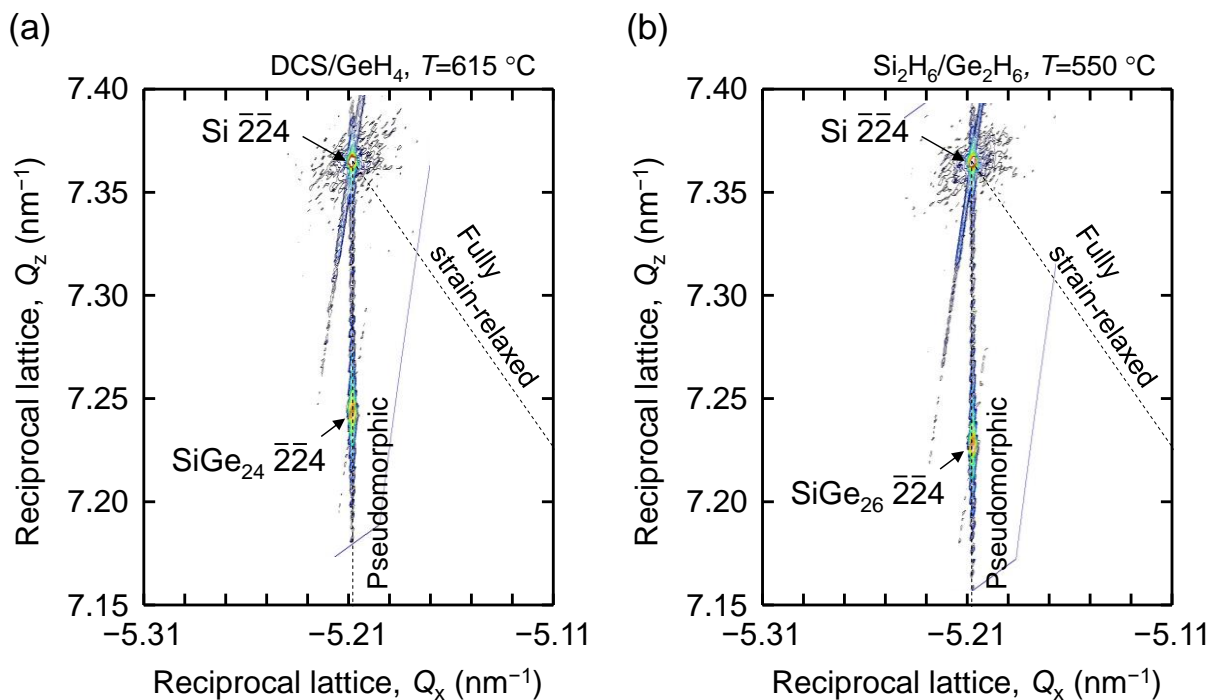 (a)
DCS/GeH₄, T=615 °C
7.40
7.35
7.30
7.25
7.20
7.15
Reciprocal lattice, Q_z (nm⁻¹)
Si 2̅2̅4
Fully
strain-relaxed
SiGe₂₄ 2̅2̅4
Pseudomorphic
−5.31
−5.21
−5.11
Reciprocal lattice, Qₓ (nm⁻¹)
(b)
Si₂H₆/Ge₂H₆, T=550 °C
7.40
7.35
7.30
7.25
7.20
7.15
Reciprocal lattice, Q_z (nm⁻¹)
Si 2̅2̅4
Fully
strain-relaxed
SiGe₂₆ 2̅2̅4
Pseudomorphic
−5.31
−5.21
−5.11
Reciprocal lattice, Qₓ (nm⁻¹)